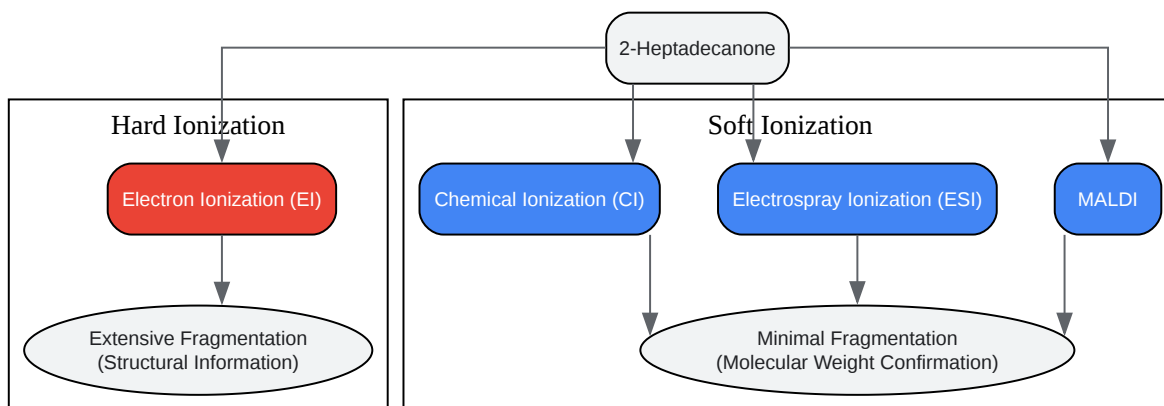 2-Heptadecanone
Hard Ionization
Soft Ionization
Electron Ionization (EI)
Chemical Ionization (CI)
Electrospray Ionization (ESI)
MALDI
Extensive Fragmentation
(Structural Information)
Minimal Fragmentation
(Molecular Weight Confirmation)